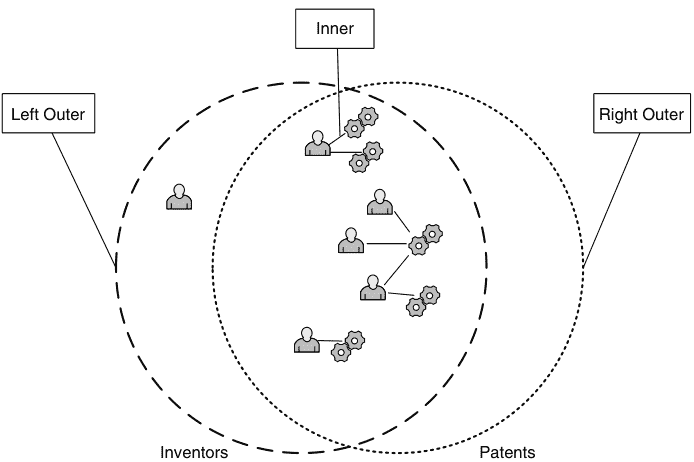 Inner
Left Outer
Right Outer
Inventors
Patents